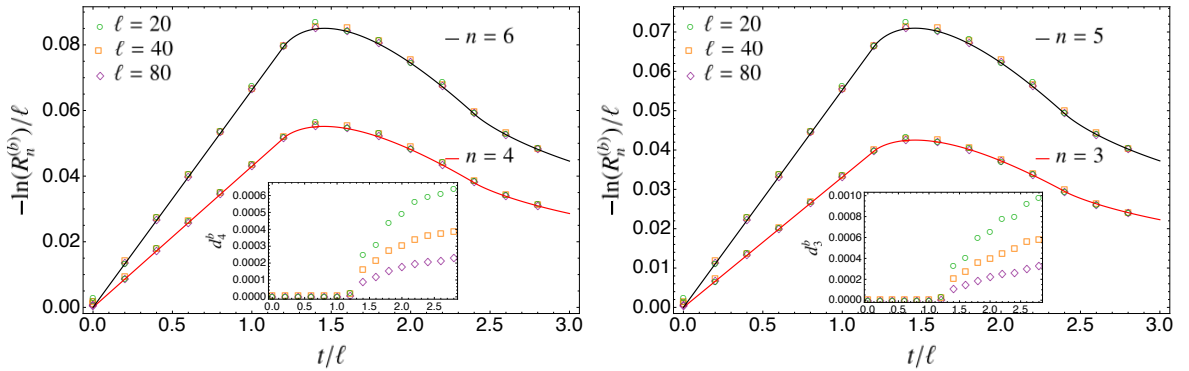 0.08
0.06
0.04
0.02
0.00
−ln(R_n^{(b)})/ℓ
ℓ = 20
ℓ = 40
ℓ = 80
n = 6
n = 4
0.0006
0.0005
0.0004
0.0003
0.0002
0.0001
0.0000
d_4^b
0.0 0.5 1.0 1.5 2.0 2.5
0.0 0.5 1.0 1.5 2.0 2.5 3.0
t/ℓ
0.07
0.06
0.05
0.04
0.03
0.02
0.01
0.00
−ln(R_n^{(b)})/ℓ
ℓ = 20
ℓ = 40
ℓ = 80
n = 5
n = 3
0.0010
0.0008
0.0006
0.0004
0.0002
0.0000
d_3^b
0.0 0.5 1.0 1.5 2.0 2.5
0.0 0.5 1.0 1.5 2.0 2.5 3.0
t/ℓ